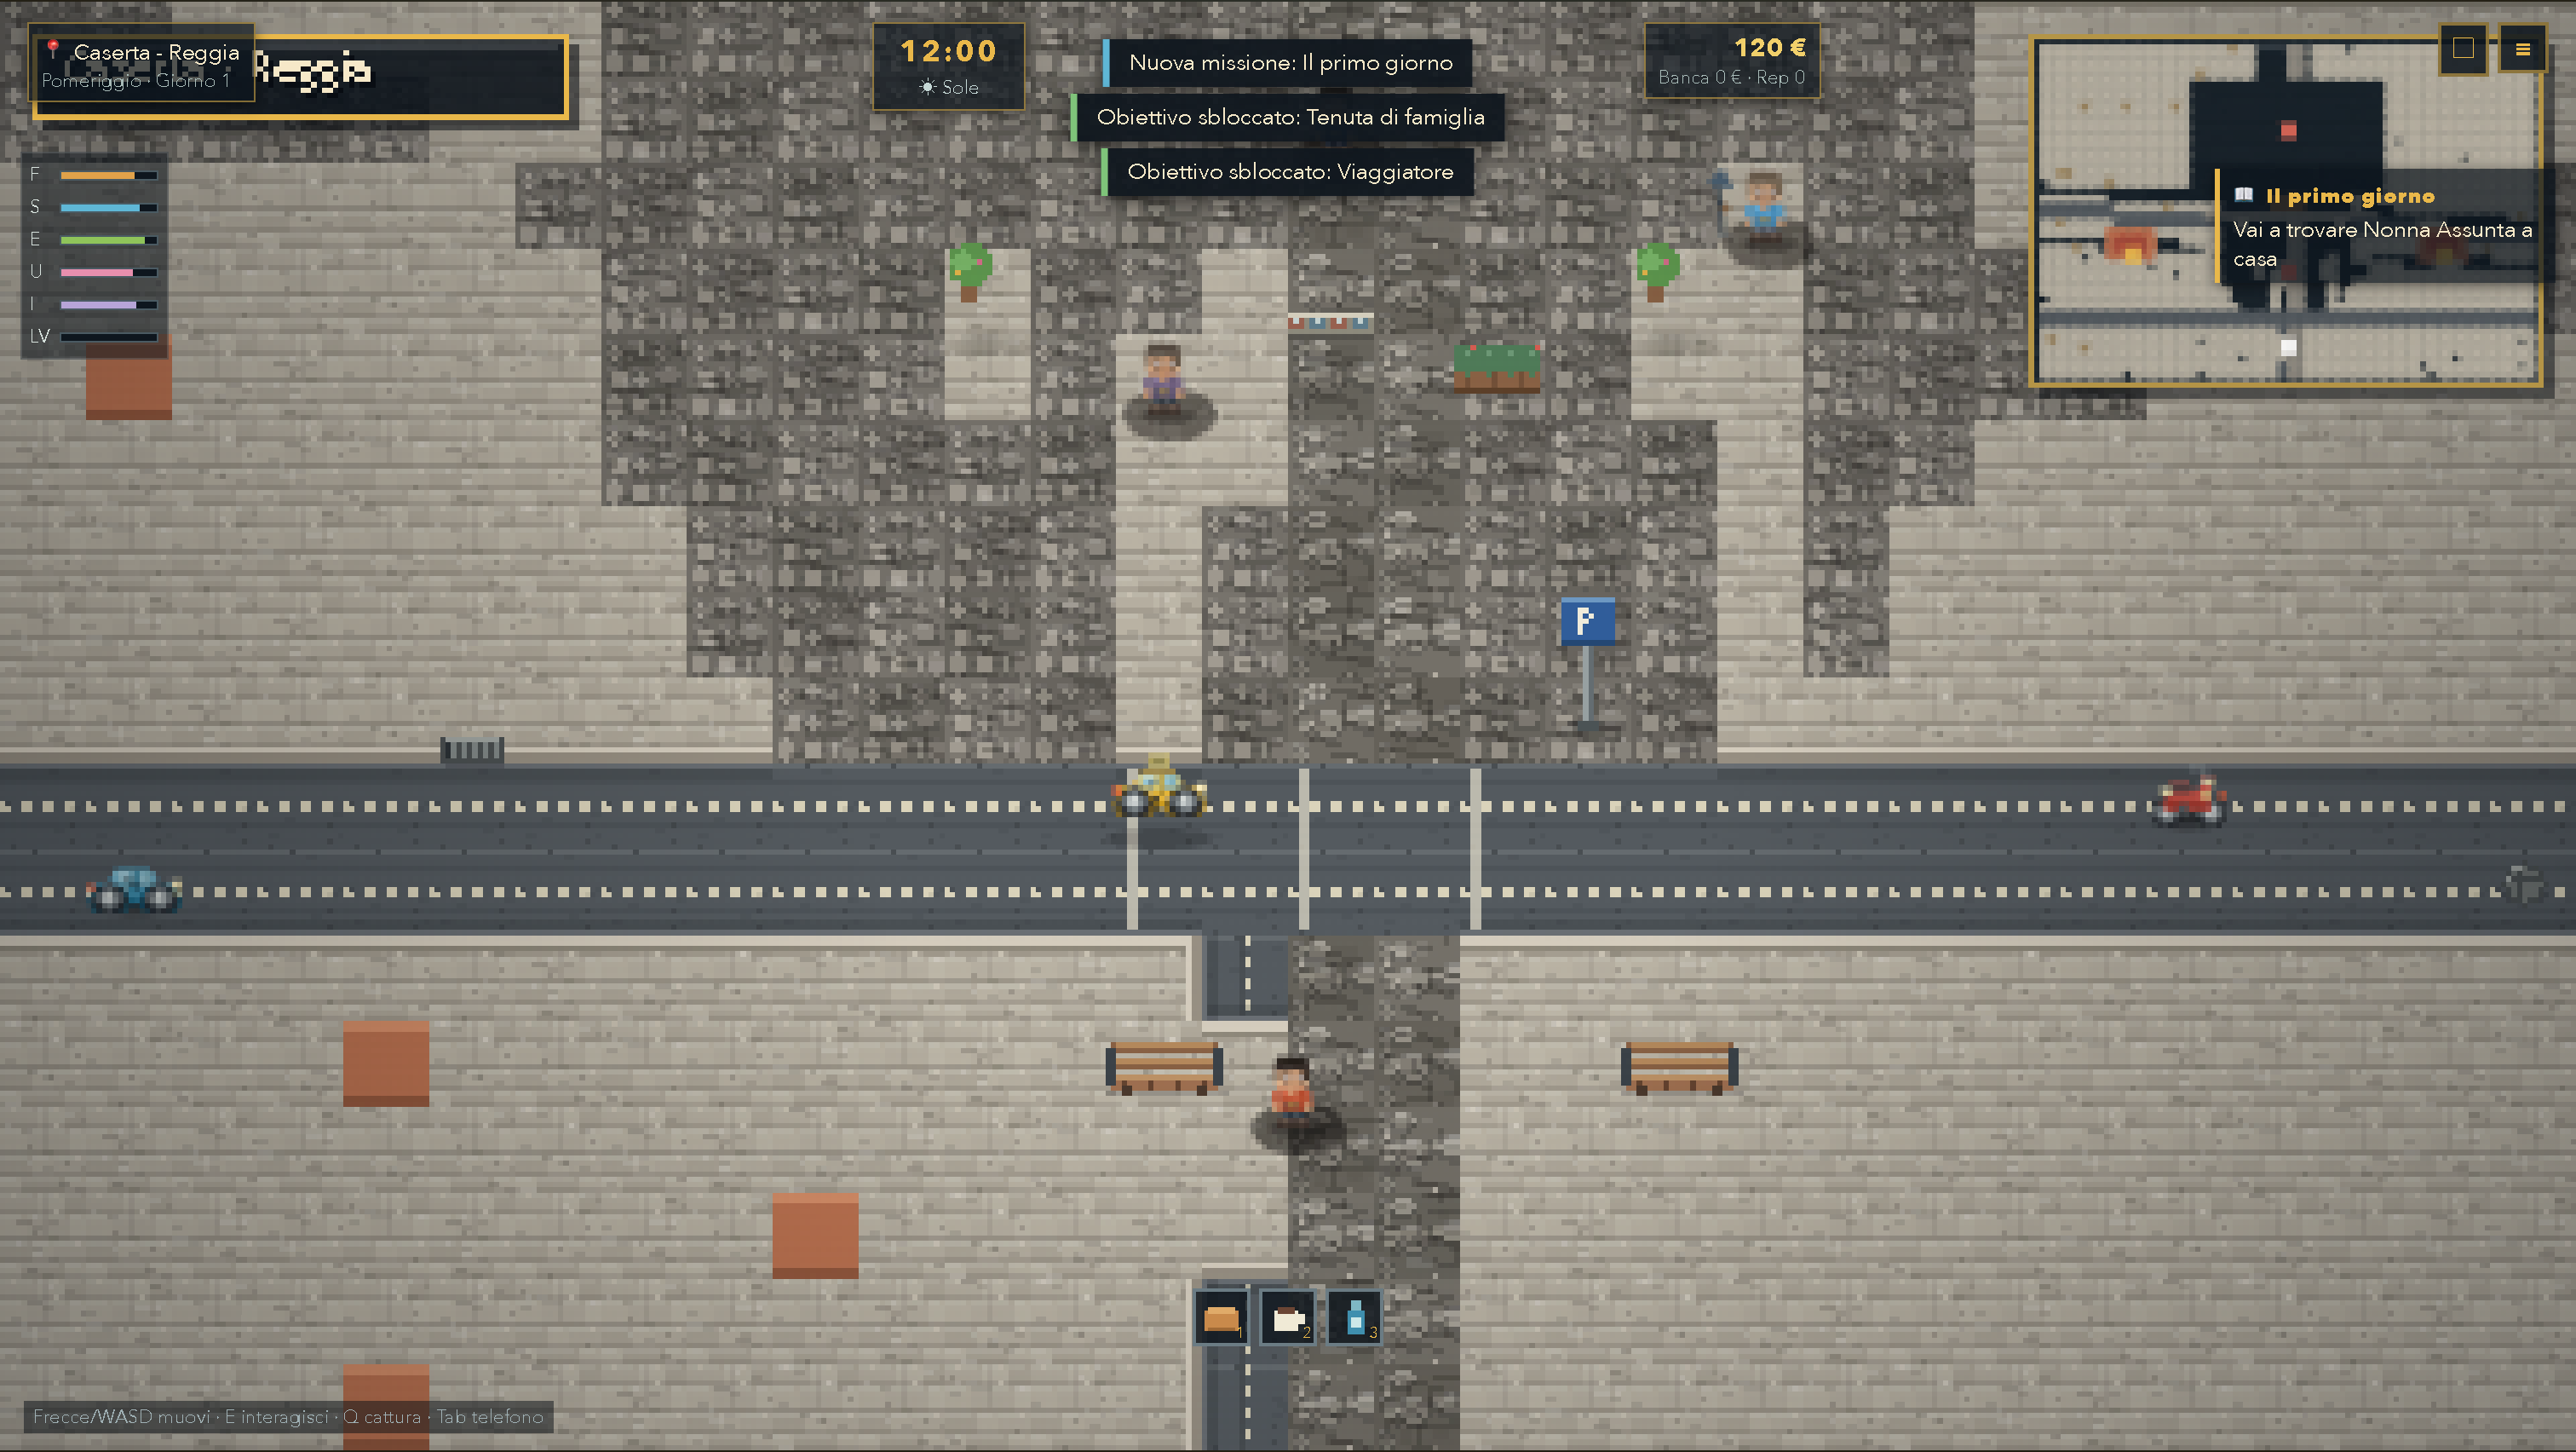 Caserta - Reggia
Pomeriggio · Giorno 1
Reggia
F
S
E
U
I
LV
12:00
Sole
Nuova missione: Il primo giorno
Obiettivo sbloccato: Tenuta di famiglia
Obiettivo sbloccato: Viaggiatore
120 €
Banca 0 € · Rep 0
Il primo giorno
Vai a trovare Nonna Assunta a
casa
P
1
2
3
Frecce/WASD muovi · E interagisci · Q cattura · Tab telefono